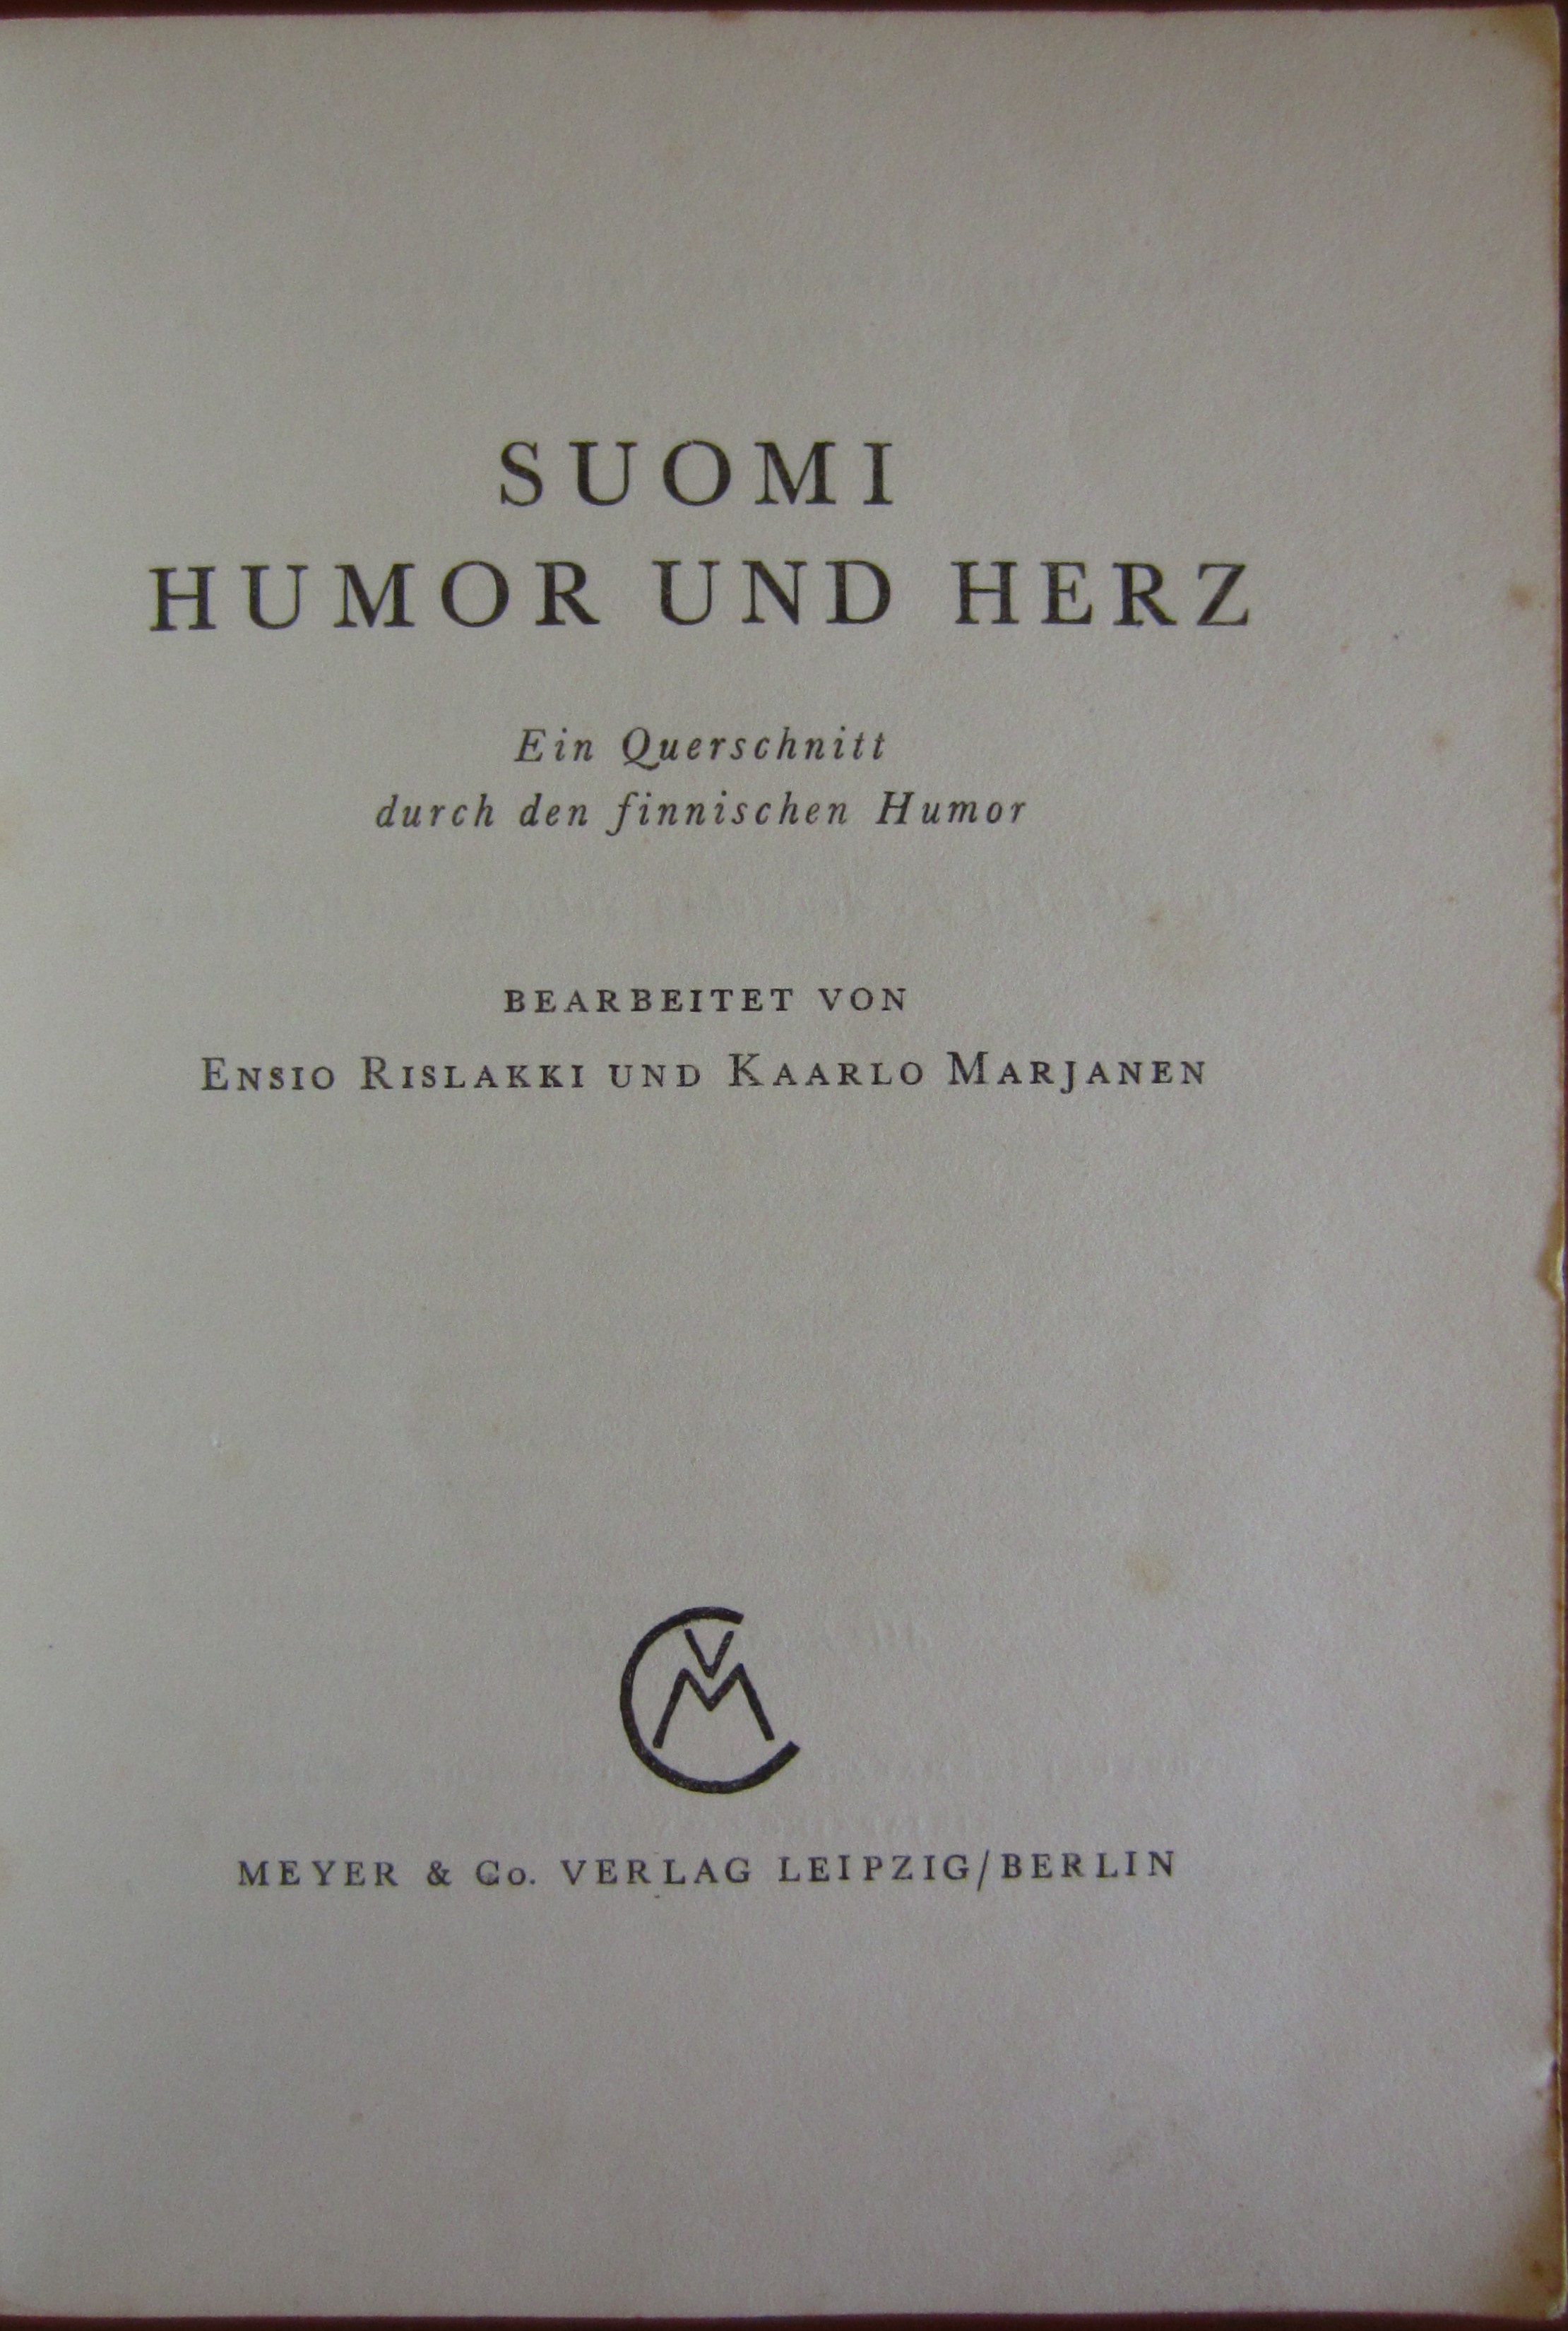 SUOMI
HUMOR UND HERZ
Ein Querschnitt
durch den finnischen Humor
BEARBEITET VON
ENSIO RISLAKKI UND KAARLO MARJANEN
CVM
MEYER & Co. VERLAG LEIPZIG/BERLIN